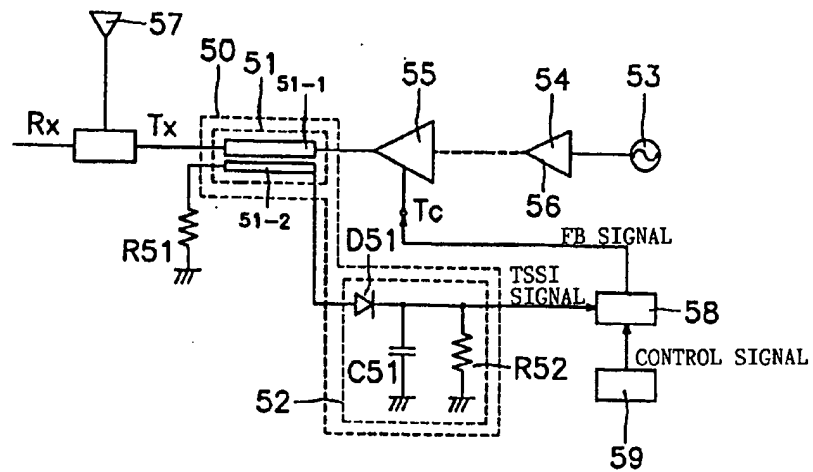 57
50
51
51-1
55
54
53
Rx
Tx
56
51-2
Tc
R51
D51
FB SIGNAL
TSSI
SIGNAL
58
C51
R52
CONTROL SIGNAL
52
59